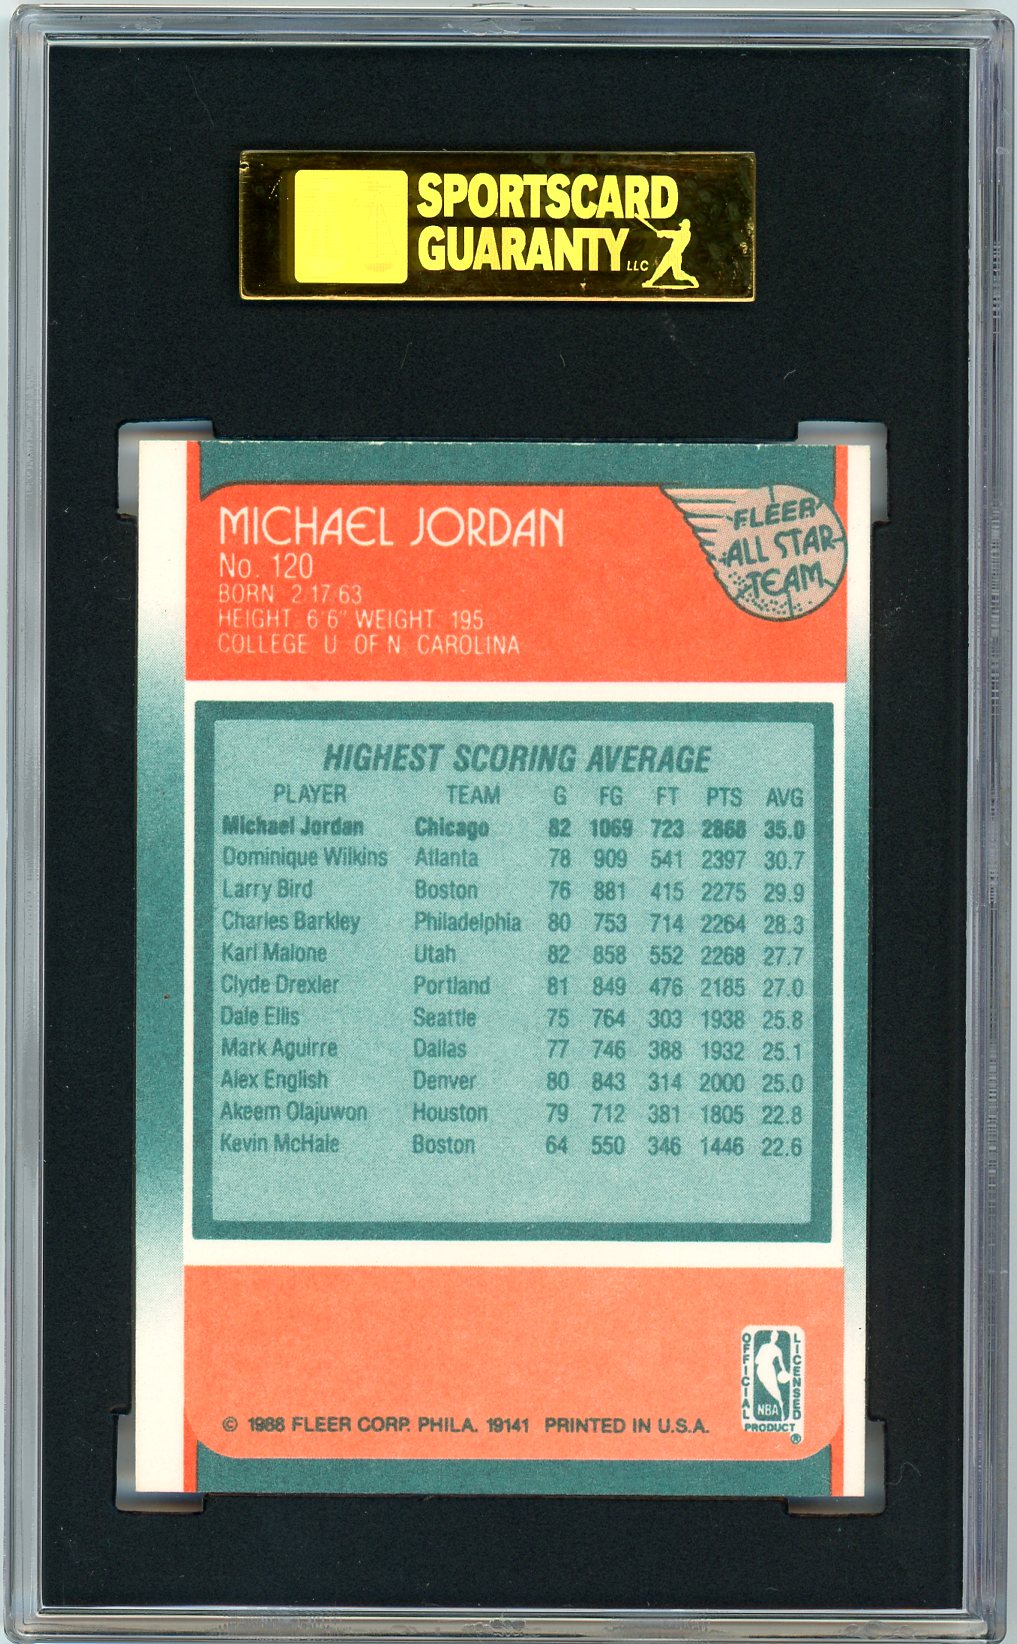 SPORTSCARD
GUARANTY LLC
MICHAEL JORDAN
No. 120
BORN 2 17 63
HEIGHT 6'6" WEIGHT 195
COLLEGE U OF N CAROLINA
FLEER
ALL STAR
TEAM
HIGHEST SCORING AVERAGE
PLAYER TEAM G FG FT PTS AVG
Michael Jordan Chicago 82 1069 723 2868 35.0
Dominique Wilkins Atlanta 78 909 541 2397 30.7
Larry Bird Boston 76 881 415 2275 29.9
Charles Barkley Philadelphia 80 753 714 2264 28.3
Karl Malone Utah 82 858 552 2268 27.7
Clyde Drexler Portland 81 849 476 2185 27.0
Dale Ellis Seattle 75 764 303 1938 25.8
Mark Aguirre Dallas 77 746 388 1932 25.1
Alex English Denver 80 843 314 2000 25.0
Akeem Olajuwon Houston 79 712 381 1805 22.8
Kevin McHale Boston 64 550 346 1446 22.6
OFFICIAL
LICENSED
NBA
PRODUCT ®
© 1988 FLEER CORP. PHILA. 19141 PRINTED IN U.S.A.